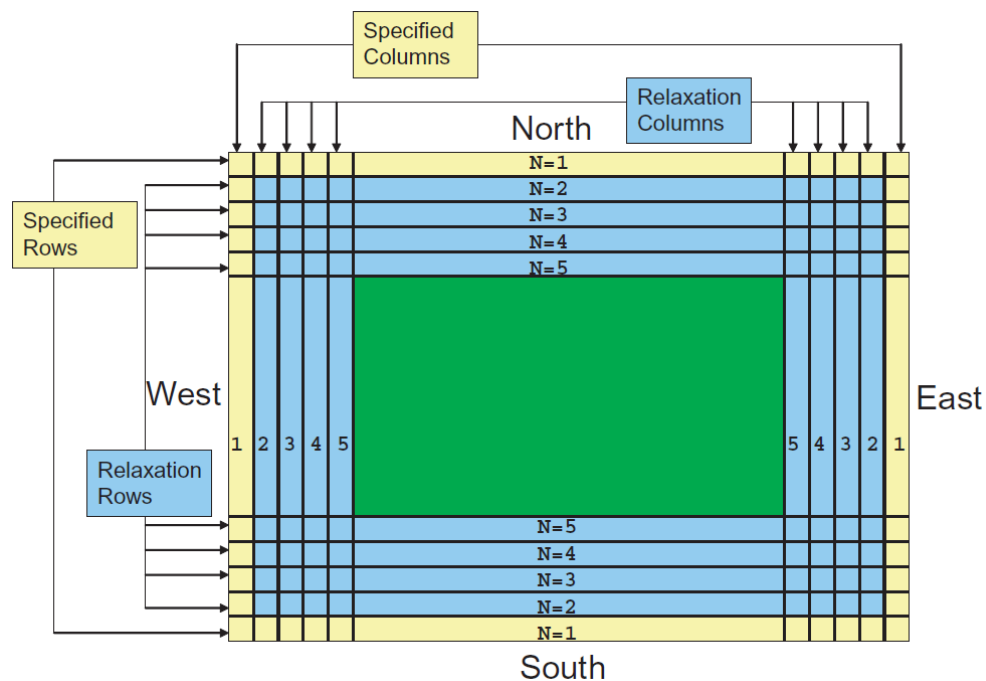 Specified
Columns
Relaxation
Columns
North
N=1
N=2
N=3
N=4
N=5
Specified
Rows
West
East
1 2 3 4 5 5 4 3 2 1
Relaxation
Rows
N=5
N=4
N=3
N=2
N=1
South